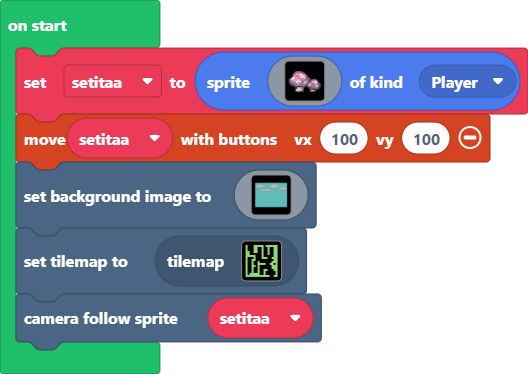 on start
set setitaa to sprite of kind Player
move setitaa with buttons vx 100 vy 100
set background image to
set tilemap to tilemap
camera follow sprite setitaa